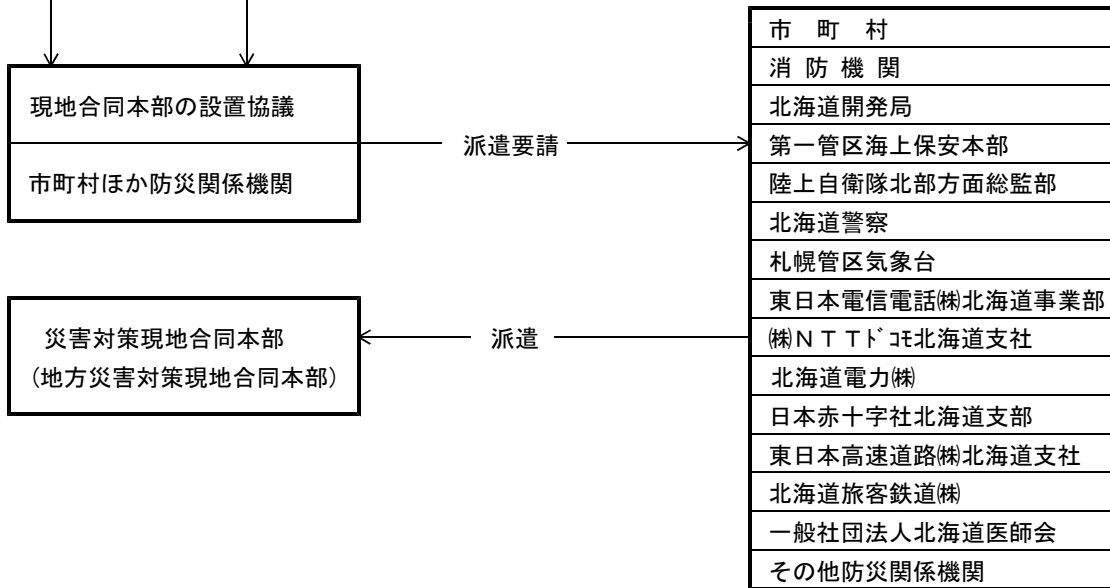 現地合同本部の設置協議
市町村ほか防災関係機関
派遣要請
災害対策現地合同本部
(地方災害対策現地合同本部)
派遣
市　町　村
消 防 機 関
北海道開発局
第一管区海上保安本部
陸上自衛隊北部方面総監部
北海道警察
札幌管区気象台
東日本電信電話㈱北海道事業部
㈱ＮＴＴﾄﾞｺﾓ北海道支社
北海道電力㈱
日本赤十字社北海道支部
東日本高速道路㈱北海道支社
北海道旅客鉄道㈱
一般社団法人北海道医師会
その他防災関係機関